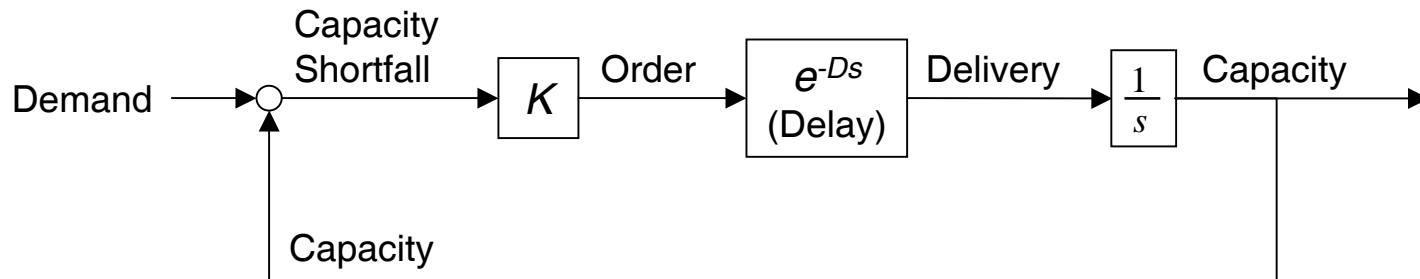 Capacity
Shortfall
Demand
K
Order
e^{-Ds}
(Delay)
Delivery
1
s
Capacity
Capacity